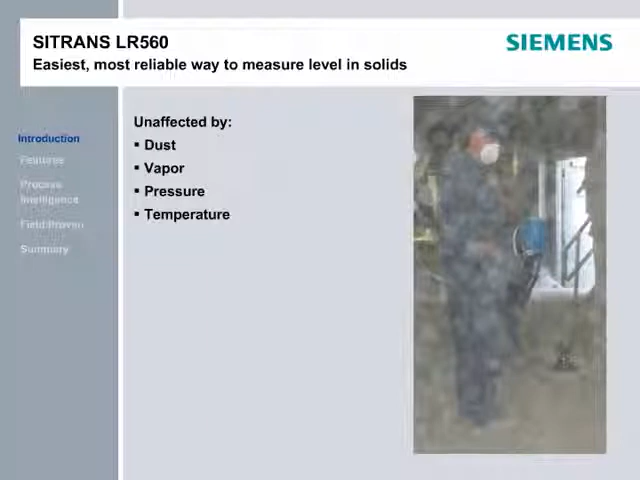 SITRANS LR560
SIEMENS
Easiest, most reliable way to measure level in solids
Introduction
Features
Process
Intelligence
Field Proven
Summary
Unaffected by:
▪ Dust
▪ Vapor
▪ Pressure
▪ Temperature